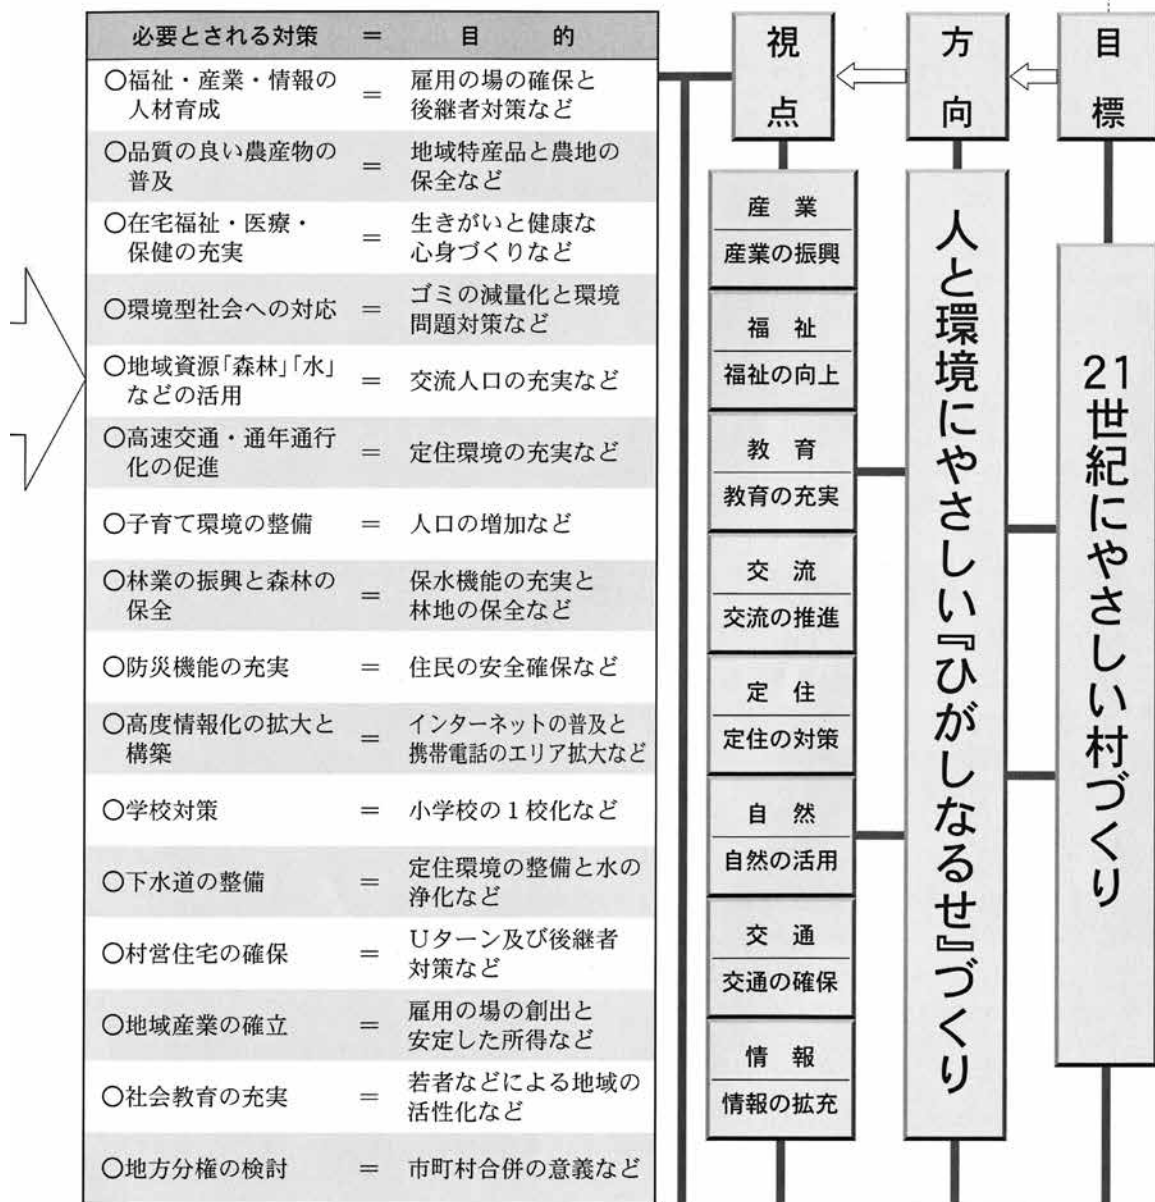 必要とされる対策 = 目的
○福祉・産業・情報の = 雇用の場の確保と
人材育成 後継者対策など
○品質の良い農産物の = 地域特産品と農地の
普及 保全など
○在宅福祉・医療・ = 生きがいと健康な
保健の充実 心身づくりなど
○環境型社会への対応 = ゴミの減量化と環境
問題対策など
○地域資源「森林」「水」
などの活用 = 交流人口の充実など
○高速交通・通年通行
化の促進 = 定住環境の充実など
○子育て環境の整備 = 人口の増加など
○林業の振興と森林の = 保水機能の充実と
保全 林地の保全など
○防災機能の充実 = 住民の安全確保など
○高度情報化の拡大と = インターネットの普及と
構築 携帯電話のエリア拡大など
○学校対策 = 小学校の1校化など
○下水道の整備 = 定住環境の整備と水の
浄化など
○村営住宅の確保 = Uターン及び後継者
対策など
○地域産業の確立 = 雇用の場の創出と
安定した所得など
○社会教育の充実 = 若者などによる地域の
活性化など
○地方分権の検討 = 市町村合併の意義など
視点
産業
産業の振興
福祉
福祉の向上
教育
教育の充実
交流
交流の推進
定住
定住の対策
自然
自然の活用
交通
交通の確保
情報
情報の拡充
方向
人と環境にやさしい『ひがしなるせ』づくり
目標
21世紀にやさしい村づくり